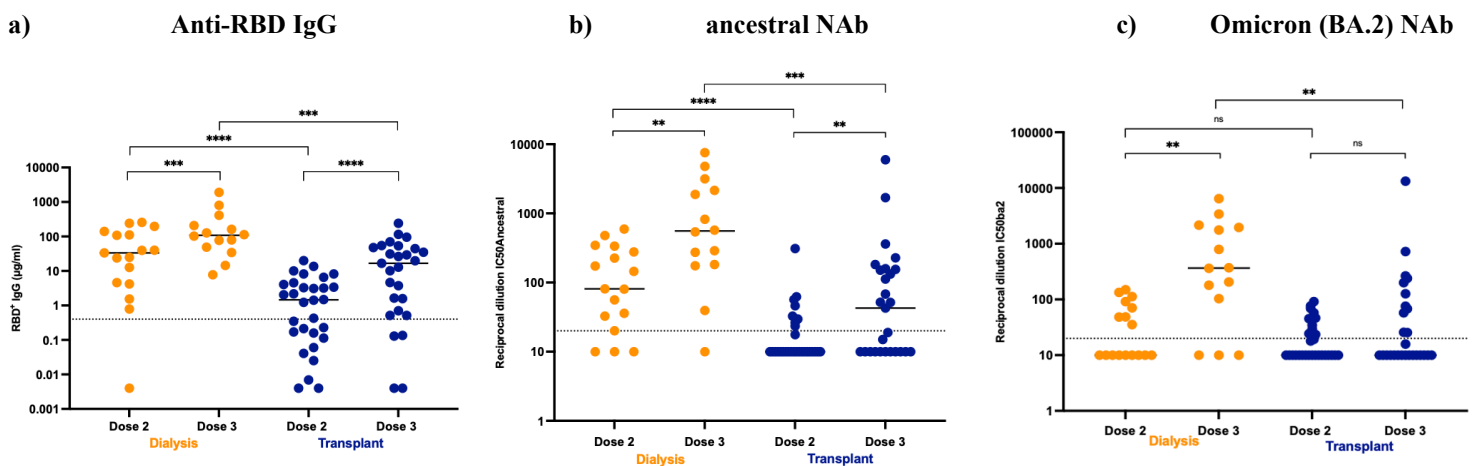 a) Anti-RBD IgG
*** 
**** 
*** ****
RBD⁺ IgG (µg/ml)
10000
1000
100
10
1
0.1
0.01
0.001
Dose 2 Dose 3 Dose 2 Dose 3
Dialysis Transplant
b) ancestral NAb
***
****
** **
Reciprocal dilution IC50Ancestral
10000
1000
100
10
1
Dose 2 Dose 3 Dose 2 Dose 3
Dialysis Transplant
c) Omicron (BA.2) NAb
**
ns
** ns
Reciprocal dilution IC50ba2
100000
10000
1000
100
10
1
Dose 2 Dose 3 Dose 2 Dose 3
Dialysis Transplant